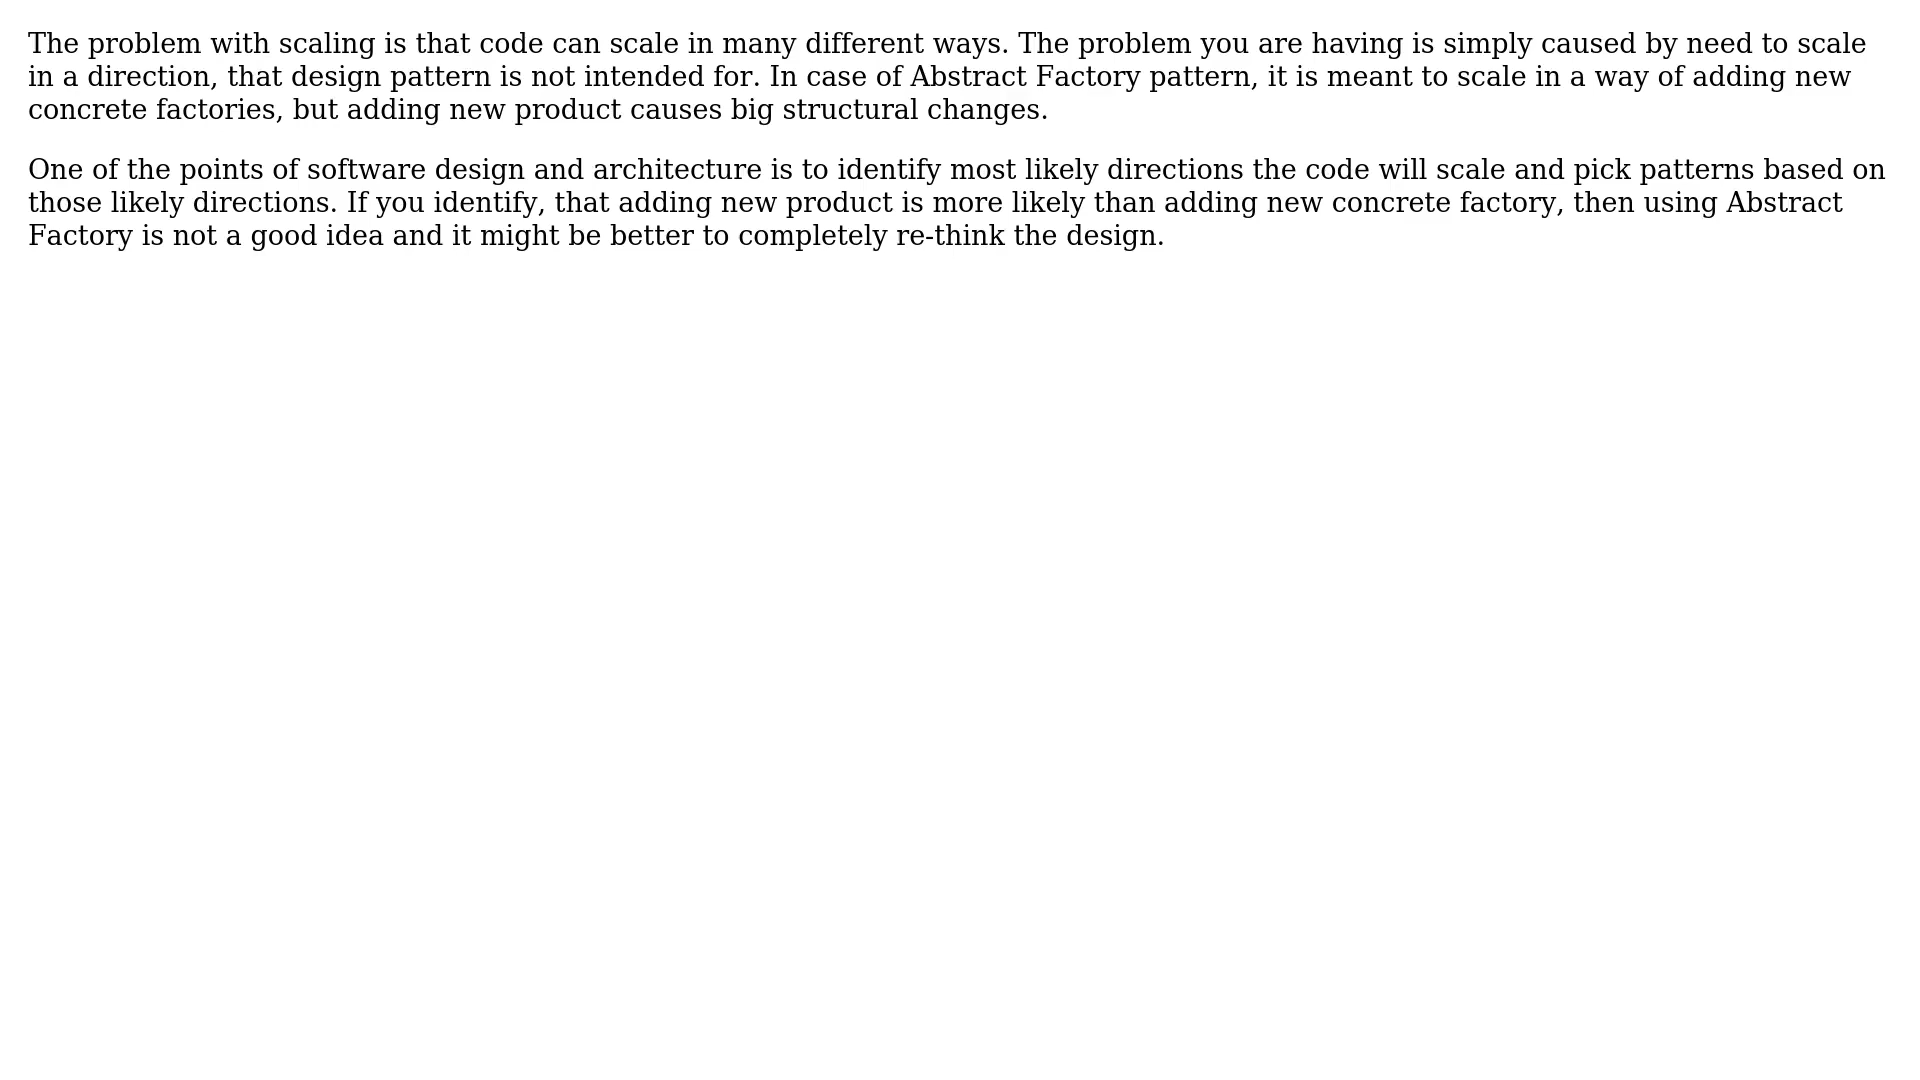 The problem with scaling is that code can scale in many different ways. The problem you are having is simply caused by need to scale
in a direction, that design pattern is not intended for. In case of Abstract Factory pattern, it is meant to scale in a way of adding new
concrete factories, but adding new product causes big structural changes.
One of the points of software design and architecture is to identify most likely directions the code will scale and pick patterns based on
those likely directions. If you identify, that adding new product is more likely than adding new concrete factory, then using Abstract
Factory is not a good idea and it might be better to completely re-think the design.